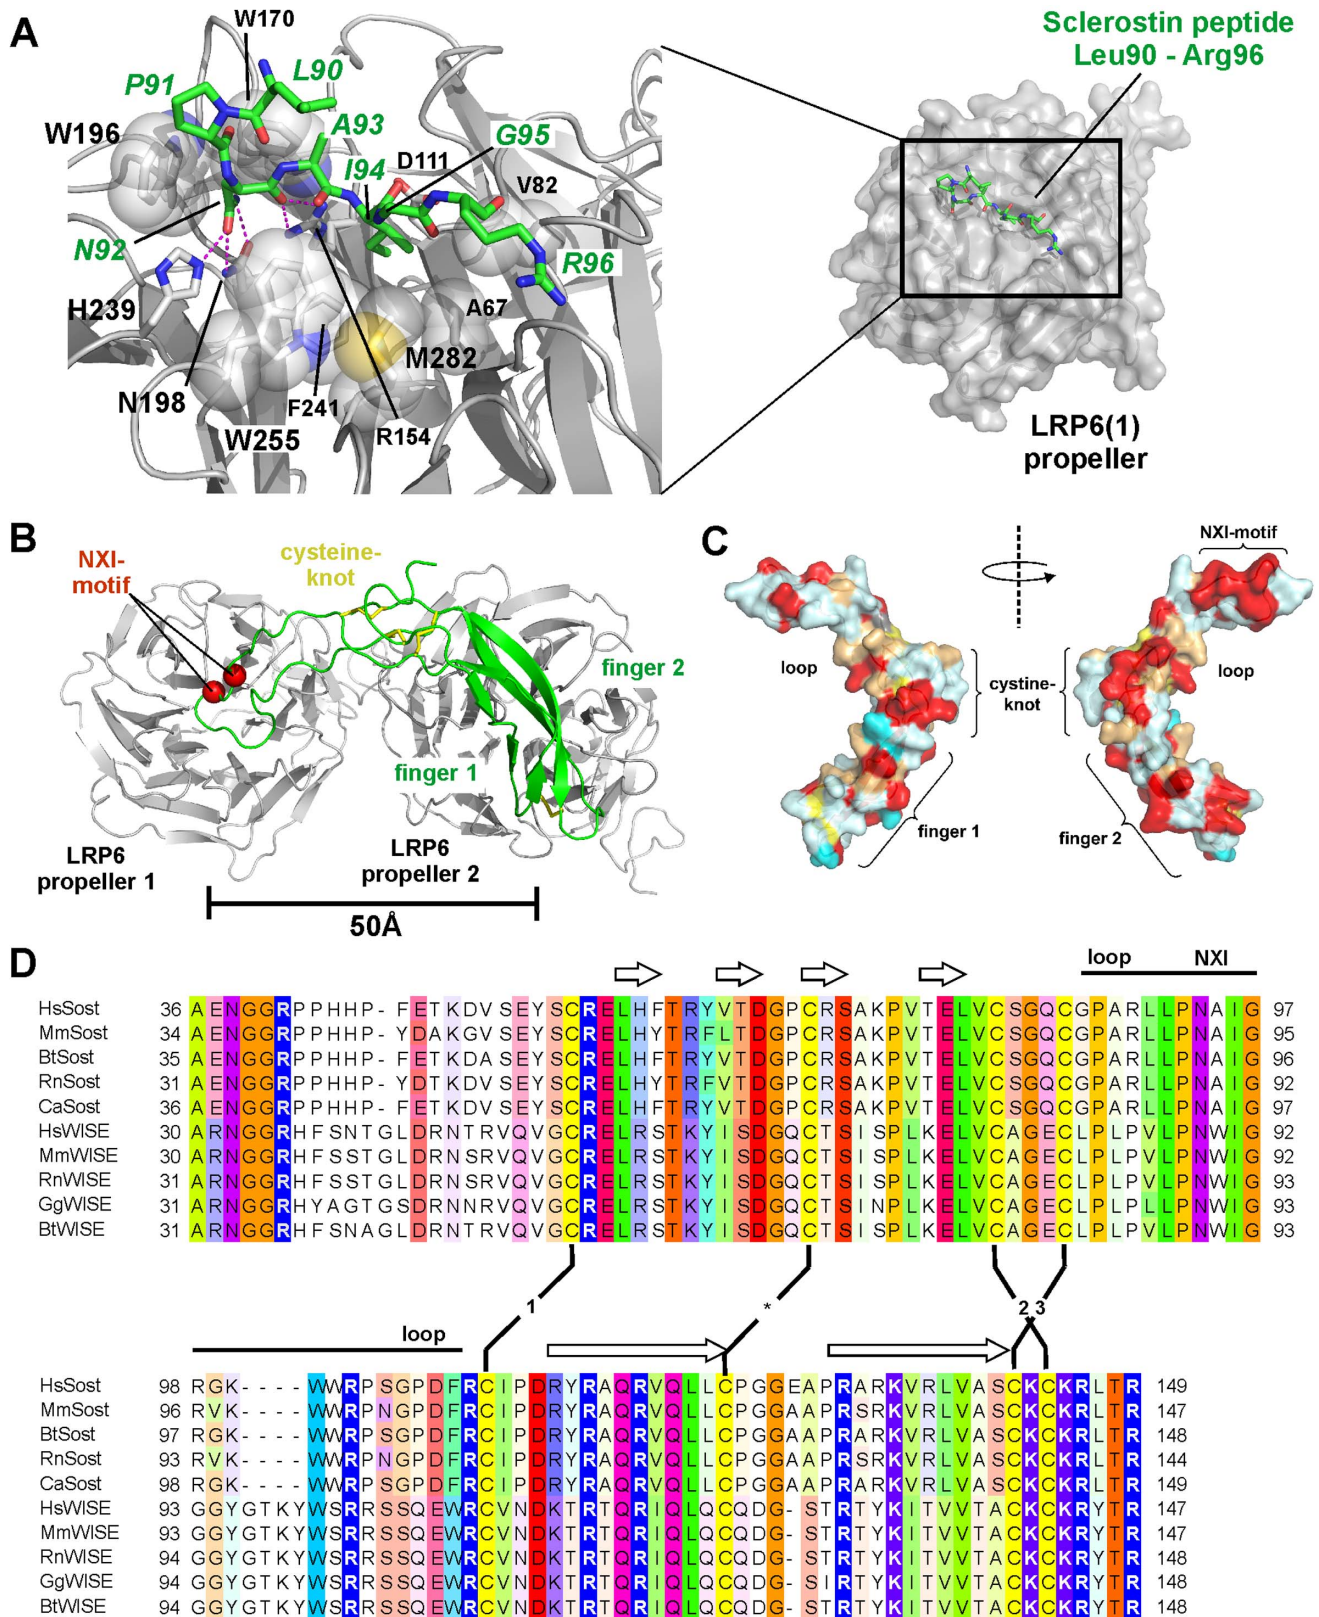 A
W170
Sclerostin peptide
Leu90 - Arg96
P91
L90
W196
A93
G95
I94
D111
V82
N92
R96
H239
A67
M282
N198
F241
W255
R154
LRP6(1)
propeller
B
NXI-
motif
cysteine-
knot
finger 2
finger 1
LRP6
propeller 1
LRP6
propeller 2
50Å
C
NXI-motif
loop
cystine-
knot
loop
finger 1
finger 2
D
loop NXI
HsSost 36 AENGGRPPHHP-FETKDVSEYSCRELHFTRYVTDGPCRSAKPVTELVCSGQCGPARLLPNAIG 97
MmSost 34 AENGGRPPHHP-YDAKGVSEYSCRELHYTRFLTDGPCRSAKPVTELVCSGQCGPARLLPNAIG 95
BtSost 35 AENGGRPPHHP-FETKDASEYSCRELHFTRYVTDGPCRSAKPVTELVCSGQCGPARLLPNAIG 96
RnSost 31 AENGGRPPHHP-YDTKDVSEYSCRELHYTRFVTDGPCRSAKPVTELVCSGQCGPARLLPNAIG 92
CaSost 36 AENGGRPPHHP-FETKDVSEYSCRELHFTRYVTDGPCRSAKPVTELVCSGQCGPARLLPNAIG 97
HsWISE 30 ARNGGRHFSNTGLDRNTRVQVGCRELRSTKYISDGQCTSISPLKELVCAGECLPLPVLPNWIG 92
MmWISE 30 ARNGGRHFSSTGLDRNSRVQVGCRELRSTKYISDGQCTSISPLKELVCAGECLPLPVLPNWIG 92
RnWISE 31 ARNGGRHFSSTGLDRNSRVQVGCRELRSTKYISDGQCTSISPLKELVCAGECLPLPVLPNWIG 93
GgWISE 31 ARNGGRHYAGTGSDRNNRVQVGCRELRSTKYISDGQCTSINPLKELVCAGECLPLPLLPNWIG 93
BtWISE 31 ARNGGRHFSNAGLDRNTRVQVGCRELRSTKYISDGQCTSISPLKELVCAGECLPLPVLPNWIG 93
1 * 2 3
loop
HsSost 98 RGK----WWRPSGPDFRCIPDRYRAQRVQLLCPGGEAPRARKVRLVASCKCKRLTR 149
MmSost 96 RVK----WWRPNGPDFRCIPDRYRAQRVQLLCPGGAAPRSRKVRLVASCKCKRLTR 147
BtSost 97 RGK----WWRPSGPDFRCIPDRYRAQRVQLLCPGGAAPRARKVRLVASCKCKRLTR 148
RnSost 93 RVK----WWRPNGPDFRCIPDRYRAQRVQLLCPGGAAPRSRKVRLVASCKCKRLTR 144
CaSost 98 RGK----WWRPSGPDFRCIPDRYRAQRVQLLCPGGAAPRARKVRLVASCKCKRLTR 149
HsWISE 93 GGYGTKYWSRRSSQEWRCVNDKTRTQRIQLQCQDG-STRTYKITVVTACKCKRYTR 147
MmWISE 93 GGYGTKYWSRRSSQEWRCVNDKTRTQRIQLQCQDG-STRTYKITVVTACKCKRYTR 147
RnWISE 94 GGYGTKYWSRRSSQEWRCVNDKTRTQRIQLQCQDG-STRTYKITVVTACKCKRYTR 148
GgWISE 94 GGYGTKYWSRRSSQEWRCVNDKTRTQRIQLQCQDG-SIRTYKITVVTACKCKRYTR 148
BtWISE 94 GGYGTKYWSRRSSQEWRCVNDKTRTQRIQLQCQDG-STRTYKITVVTACKCKRYTR 148